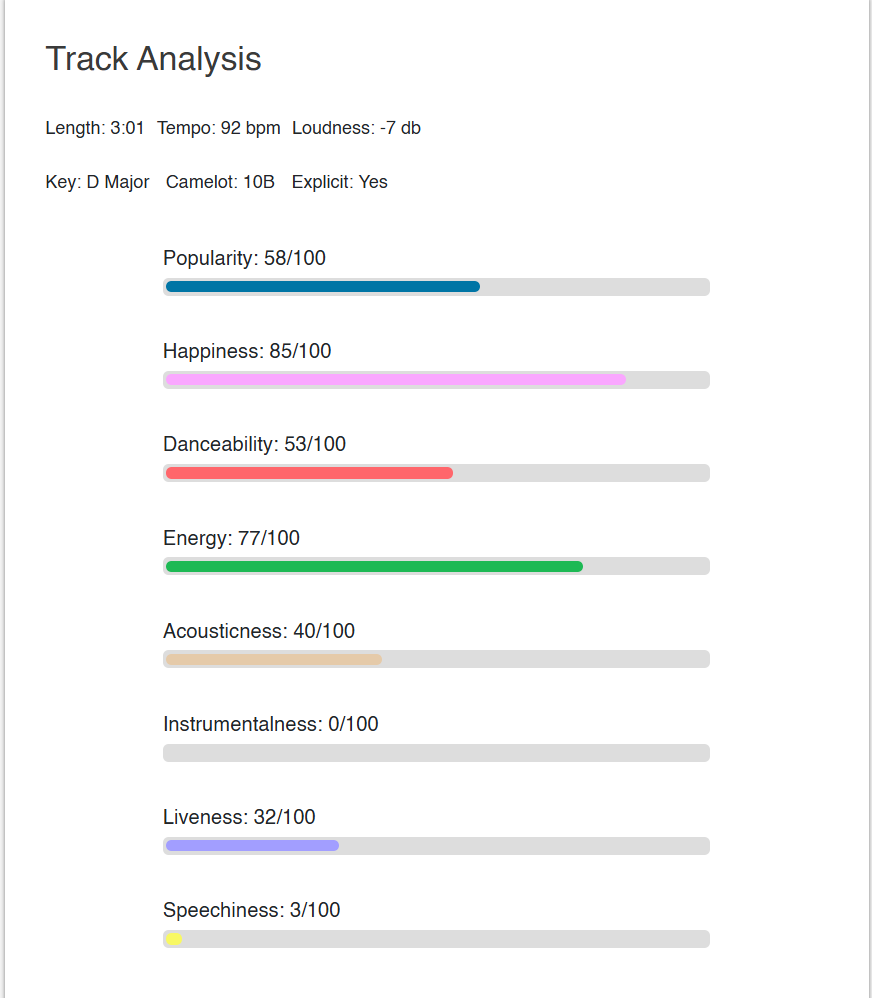 Track Analysis
Length: 3:01 Tempo: 92 bpm Loudness: -7 db
Key: D Major Camelot: 10B Explicit: Yes
Popularity: 58/100
Happiness: 85/100
Danceability: 53/100
Energy: 77/100
Acousticness: 40/100
Instrumentalness: 0/100
Liveness: 32/100
Speechiness: 3/100